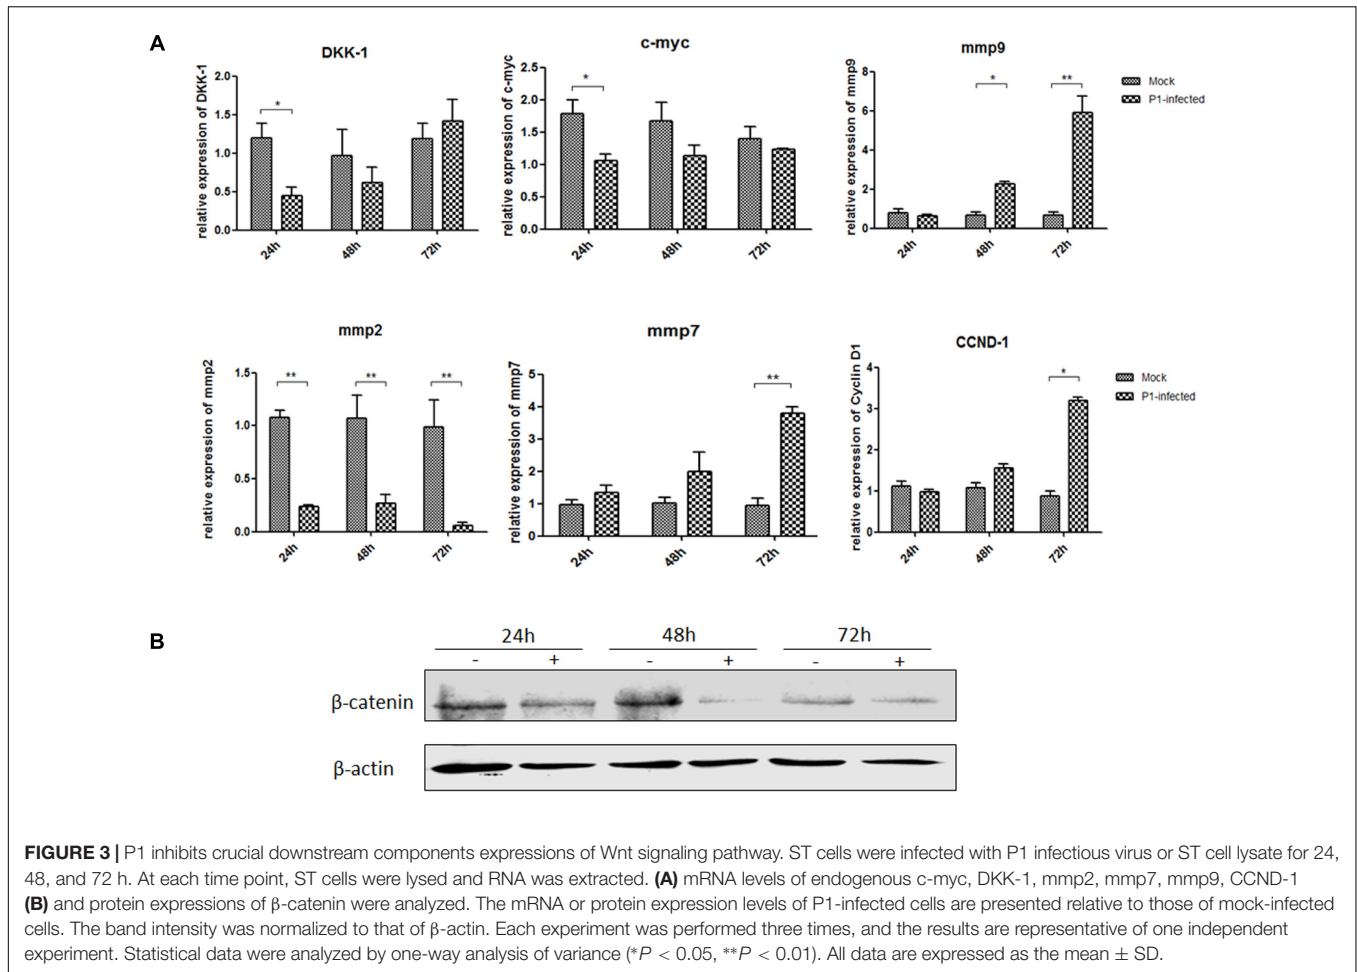 A
DKK-1
relative expression of DKK-1
2.0
1.5
1.0
0.5
0.0
*
24h
48h
72h
c-myc
relative expression of c-myc
2.5
2.0
1.5
1.0
0.5
0.0
*
24h
48h
72h
mmp9
relative expression of mmp9
8
6
4
2
0
*
**
24h
48h
72h
Mock
P1-infected
mmp2
relative expression of mmp2
1.5
1.0
0.5
0.0
**
**
**
24h
48h
72h
mmp7
relative expression of mmp7
5
4
3
2
1
0
**
24h
48h
72h
CCND-1
relative expression of Cyclin D1
4
3
2
1
0
*
24h
48h
72h
Mock
P1-infected
B
24h 48h 72h
- + - + - +
β-catenin
β-actin
FIGURE 3 | P1 inhibits crucial downstream components expressions of Wnt signaling pathway. ST cells were infected with P1 infectious virus or ST cell lysate for 24,
48, and 72 h. At each time point, ST cells were lysed and RNA was extracted. (A) mRNA levels of endogenous c-myc, DKK-1, mmp2, mmp7, mmp9, CCND-1
(B) and protein expressions of β-catenin were analyzed. The mRNA or protein expression levels of P1-infected cells are presented relative to those of mock-infected
cells. The band intensity was normalized to that of β-actin. Each experiment was performed three times, and the results are representative of one independent
experiment. Statistical data were analyzed by one-way analysis of variance (*P < 0.05, **P < 0.01). All data are expressed as the mean ± SD.